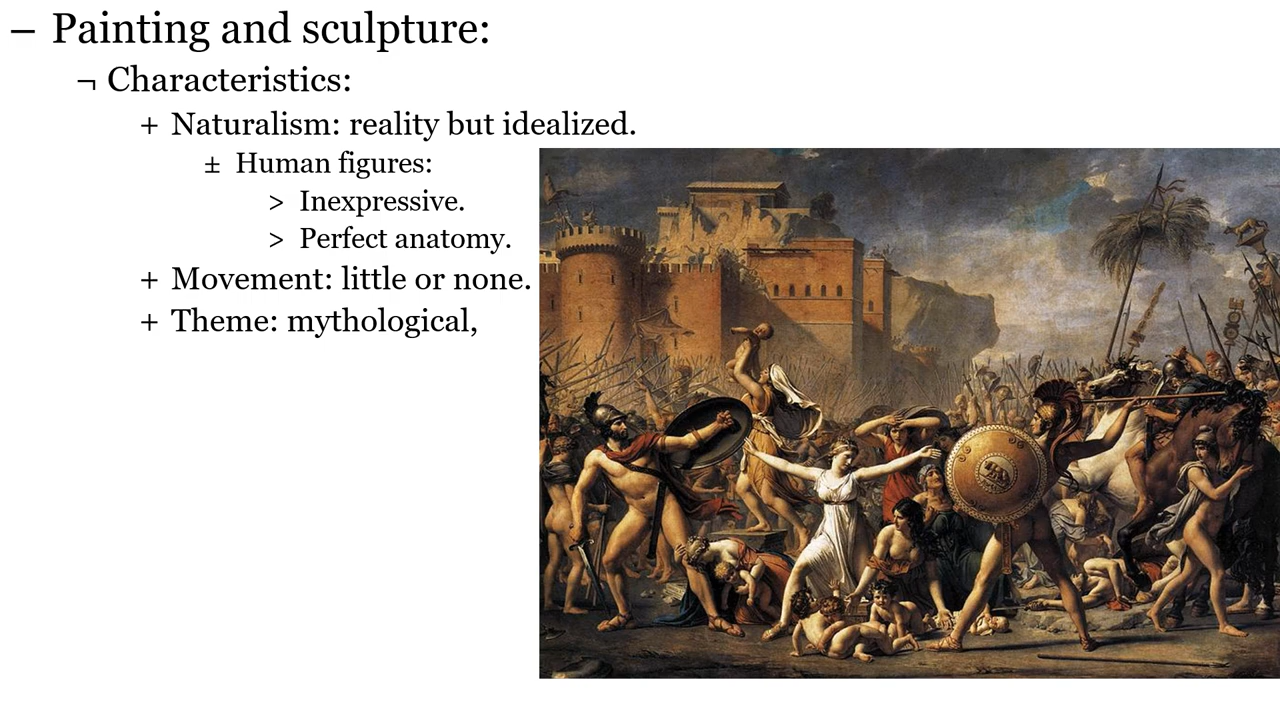 – Painting and sculpture:
¬ Characteristics:
+ Naturalism: reality but idealized.
± Human figures:
> Inexpressive.
> Perfect anatomy.
+ Movement: little or none.
+ Theme: mythological,